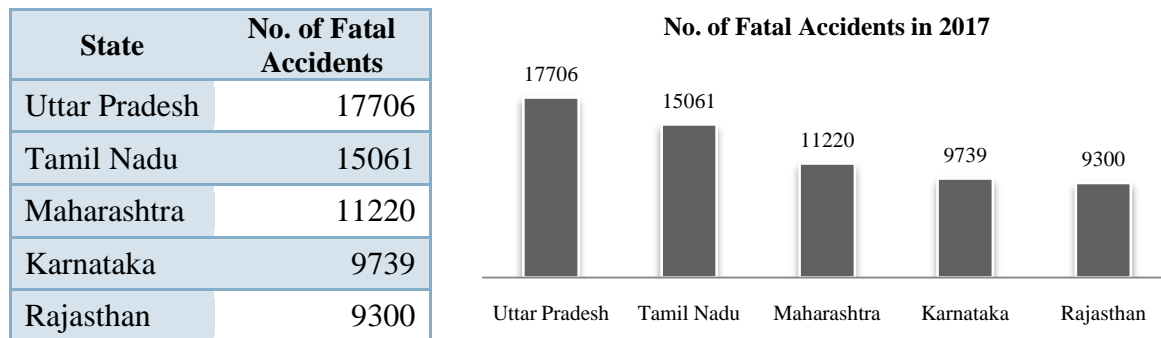 State No. of Fatal Accidents
Uttar Pradesh 17706
Tamil Nadu 15061
Maharashtra 11220
Karnataka 9739
Rajasthan 9300
No. of Fatal Accidents in 2017
17706
15061
11220
9739
9300
Uttar Pradesh Tamil Nadu Maharashtra Karnataka Rajasthan